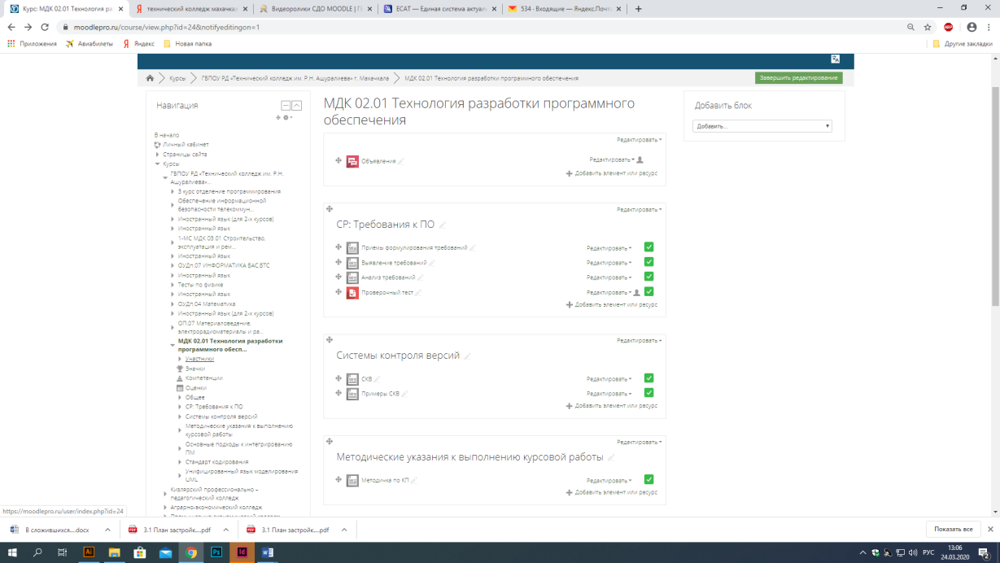 Курс: МДК 02.01 Технология раз
технический колледж махачкал
Видеоролики СДО MOODLE | ГБ
ЕСАТ — Единая система актуаль
534 · Входящие — Яндекс.Почта
moodlepro.ru/course/view.php?id=24&notifyeditingon=1
Приложения
Авиабилеты
Яндекс
Новая папка
Другие закладки
Курсы
ГБПОУ РД «Технический колледж им. Р.Н. Ашуралиева» г. Махачкала
МДК 02.01 Технология разработки программного обеспечения
Завершить редактирование
Навигация
В начало
Личный кабинет
Страницы сайта
Курсы
ГБПОУ РД «Технический колледж им. Р.Н.
Ашуралиева»...
3 курс отделение программирования
Обеспечение информационной
безопасности телекоммун...
Иностранный язык (для 2-х курсов)
Иностранный язык
1-МС МДК 03.01 Строительство,
эксплуатация и рем...
Иностранный язык
ОУДп.07 ИНФОРМАТИКА БАС,БТС
Иностранный язык
Тесты по физике
Иностранный язык
ОУДп.04 Математика
Иностранный язык (для 2-х курсов)
ОП.07 Материаловедение,
электрорадиоматериалы и ра...
МДК 02.01 Технология разработки
программного обесп...
Участники
Значки
Компетенции
Оценки
Общее
СР: Требования к ПО
Системы контроля версий
Методические указания к выполнению
курсовой работы
Основные подходы к интегрированию
ПМ
Стандарт кодирования
Унифицированный язык моделирования
UML
Кизлярский профессионально –
педагогический колледж
Аграрно-экономический колледж
МДК 02.01 Технология разработки программного
обеспечения
Редактировать
Объявления
Редактировать
Добавить элемент или ресурс
Редактировать
СР: Требования к ПО
Приемы формулирования требований
Редактировать
Выявление требований
Редактировать
Анализ требований
Редактировать
Проверочный тест
Редактировать
Добавить элемент или ресурс
Редактировать
Системы контроля версий
СКВ
Редактировать
Примеры СКВ
Редактировать
Добавить элемент или ресурс
Редактировать
Методические указания к выполнению курсовой работы
Методичка по КП
Редактировать
Добавить элемент или ресурс
Добавить блок
Добавить...
https://moodlepro.ru/user/index.php?id=24
В сложившихся....docx
3.1 План застройк....pdf
3.1 План застройк....pdf
Показать все
Ai
Ps
Id
РУС
13:06
24.03.2020
2